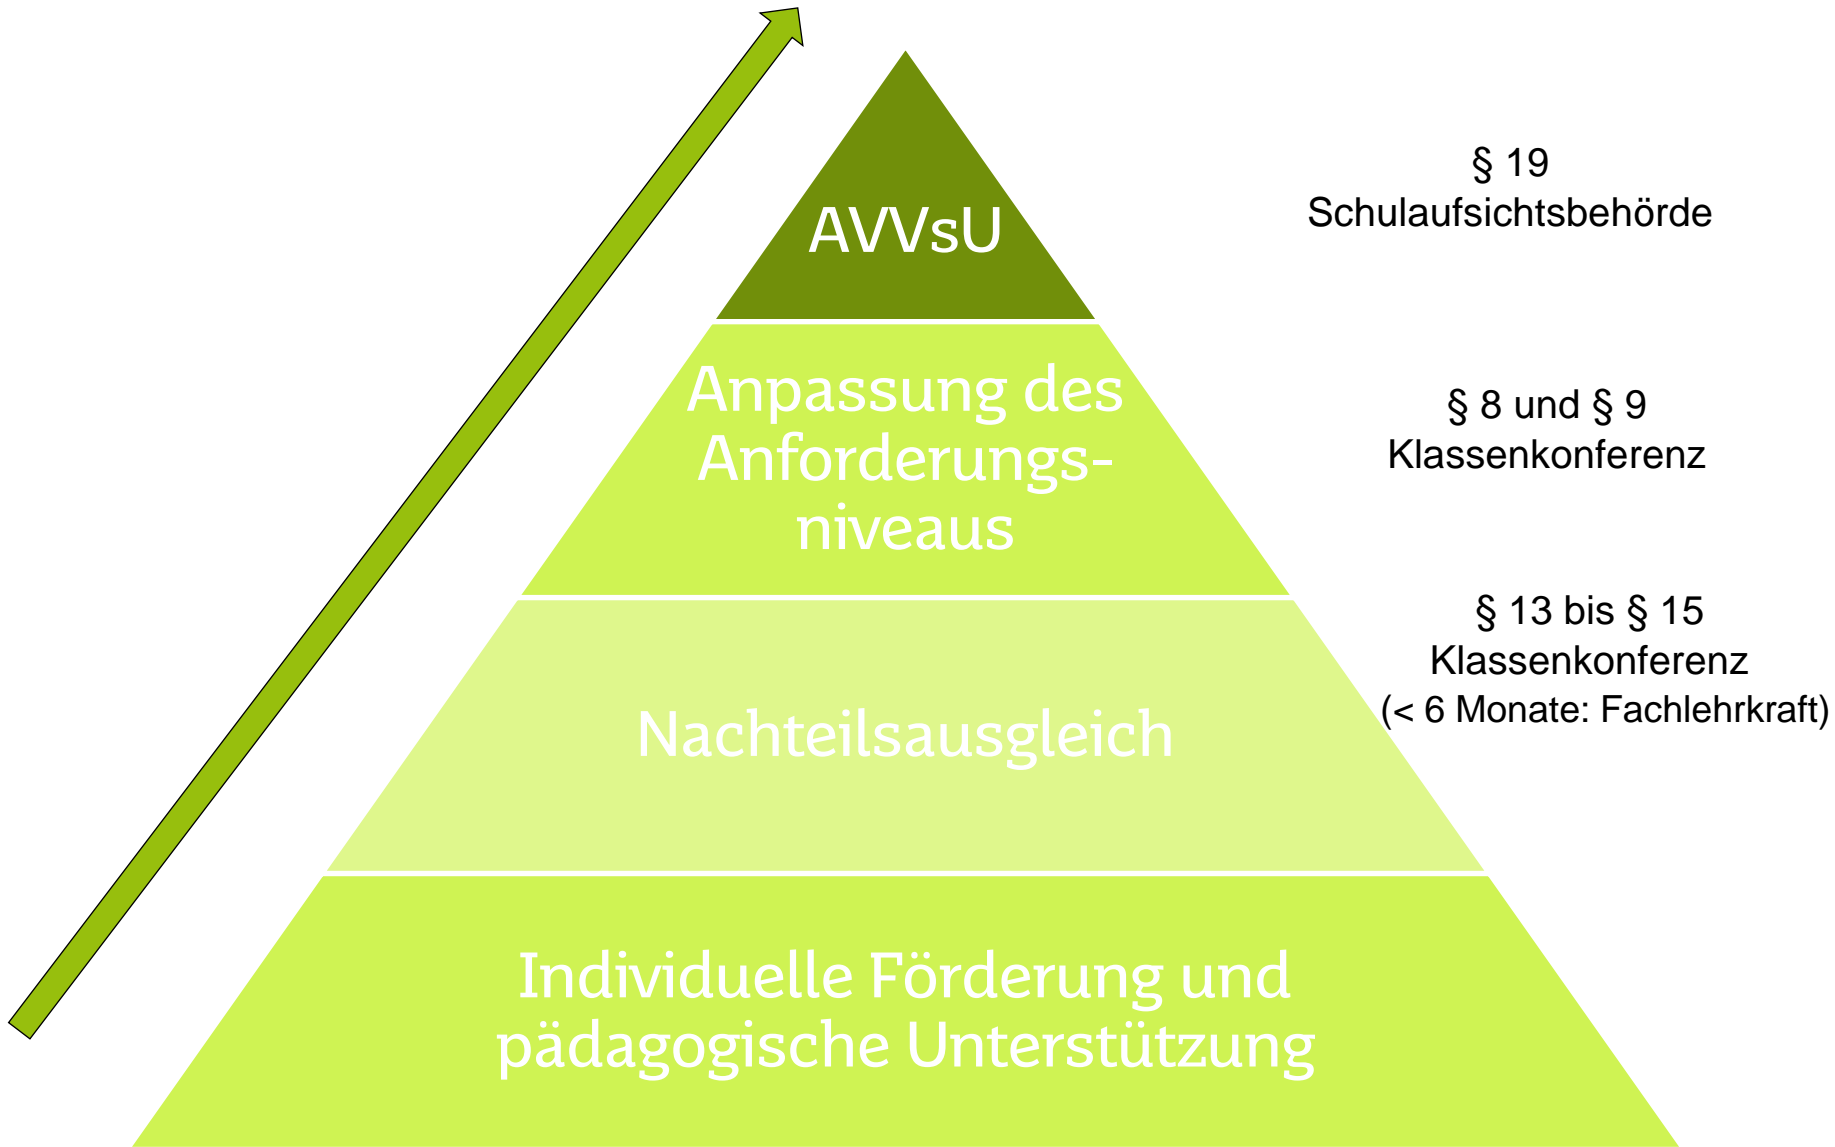 AVVsU
§ 19
Schulaufsichtsbehörde
Anpassung des
Anforderungs-
niveaus
§ 8 und § 9
Klassenkonferenz
Nachteilsausgleich
§ 13 bis § 15
Klassenkonferenz
(< 6 Monate: Fachlehrkraft)
Individuelle Förderung und
pädagogische Unterstützung